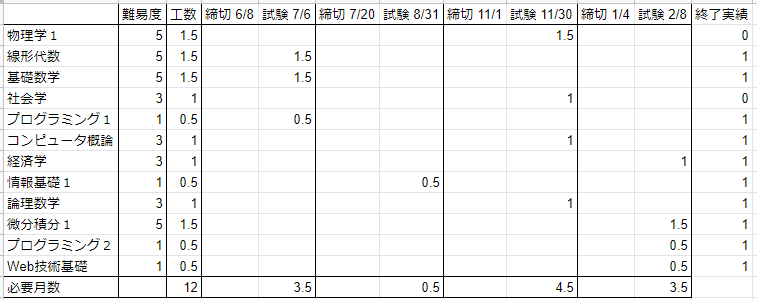 難易度 工数 締切 6/8 試験 7/6 締切 7/20 試験 8/31 締切 11/1 試験 11/30 締切 1/4 試験 2/8 終了実績
物理学１ 5 1.5 1.5 0
線形代数 5 1.5 1.5 1
基礎数学 5 1.5 1.5 1
社会学 3 1 1 0
プログラミング１ 1 0.5 0.5 1
コンピュータ概論 3 1 1 1
経済学 3 1 1 1
情報基礎１ 1 0.5 0.5 1
論理数学 3 1 1 1
微分積分１ 5 1.5 1.5 1
プログラミング２ 1 0.5 0.5 1
Web技術基礎 1 0.5 0.5 1
必要月数 12 3.5 0.5 4.5 3.5